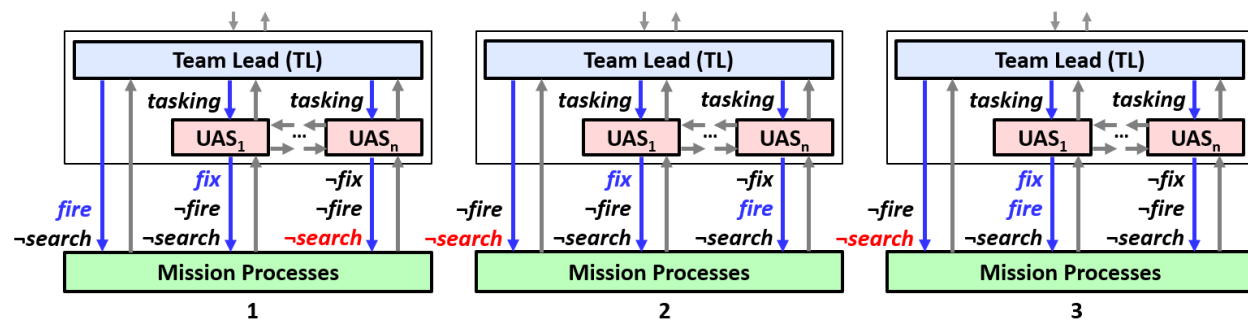 Team Lead (TL)
tasking
tasking
UAS1
...
UASn
fix
¬fix
fire
¬fire
¬fire
¬search
¬search
¬search
Mission Processes
1
Team Lead (TL)
tasking
tasking
UAS1
...
UASn
fix
¬fix
¬fire
¬fire
fire
¬search
¬search
¬search
Mission Processes
2
Team Lead (TL)
tasking
tasking
UAS1
...
UASn
fix
¬fix
¬fire
fire
¬fire
¬search
¬search
¬search
Mission Processes
3